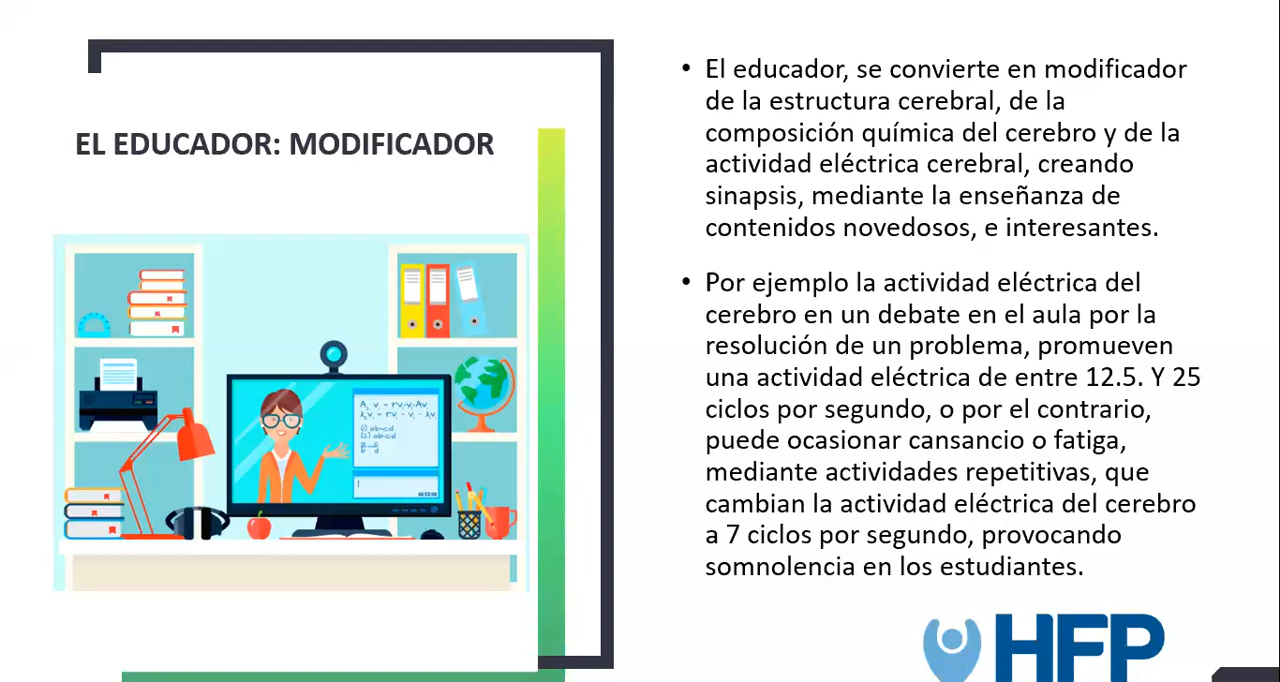 EL EDUCADOR: MODIFICADOR
• El educador, se convierte en modificador
de la estructura cerebral, de la
composición química del cerebro y de la
actividad eléctrica cerebral, creando
sinapsis, mediante la enseñanza de
contenidos novedosos, e interesantes.
• Por ejemplo la actividad eléctrica del
cerebro en un debate en el aula por la
resolución de un problema, promueven
una actividad eléctrica de entre 12.5. Y 25
ciclos por segundo, o por el contrario,
puede ocasionar cansancio o fatiga,
mediante actividades repetitivas, que
cambian la actividad eléctrica del cerebro
a 7 ciclos por segundo, provocando
somnolencia en los estudiantes.
HFP